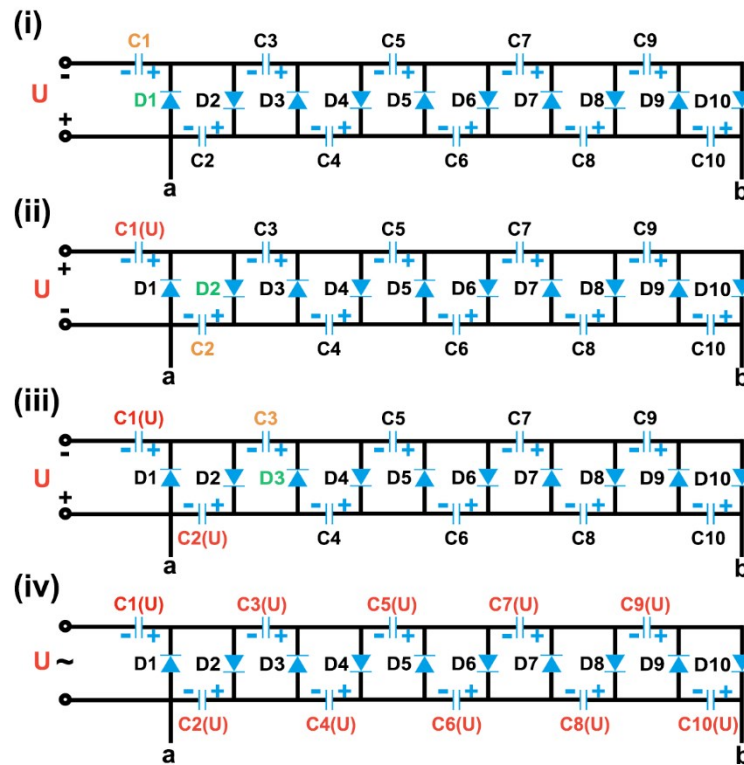 (i)
C1 C3 C5 C7 C9
- - + - + - + - + - +
U D1 D2 D3 D4 D5 D6 D7 D8 D9 D10
+ - + - + - + - + - +
C2 C4 C6 C8 C10
a b
(ii)
C1(U) C3 C5 C7 C9
+ - + - + - + - + - +
U D1 D2 D3 D4 D5 D6 D7 D8 D9 D10
- - + - + - + - + - +
C2 C4 C6 C8 C10
a b
(iii)
C1(U) C3 C5 C7 C9
- - + - + - + - + - +
U D1 D2 D3 D4 D5 D6 D7 D8 D9 D10
+ - + - + - + - + - +
C2(U) C4 C6 C8 C10
a b
(iv)
C1(U) C3(U) C5(U) C7(U) C9(U)
- + - + - + - + - +
U ~ D1 D2 D3 D4 D5 D6 D7 D8 D9 D10
- + - + - + - + - +
C2(U) C4(U) C6(U) C8(U) C10(U)
a b